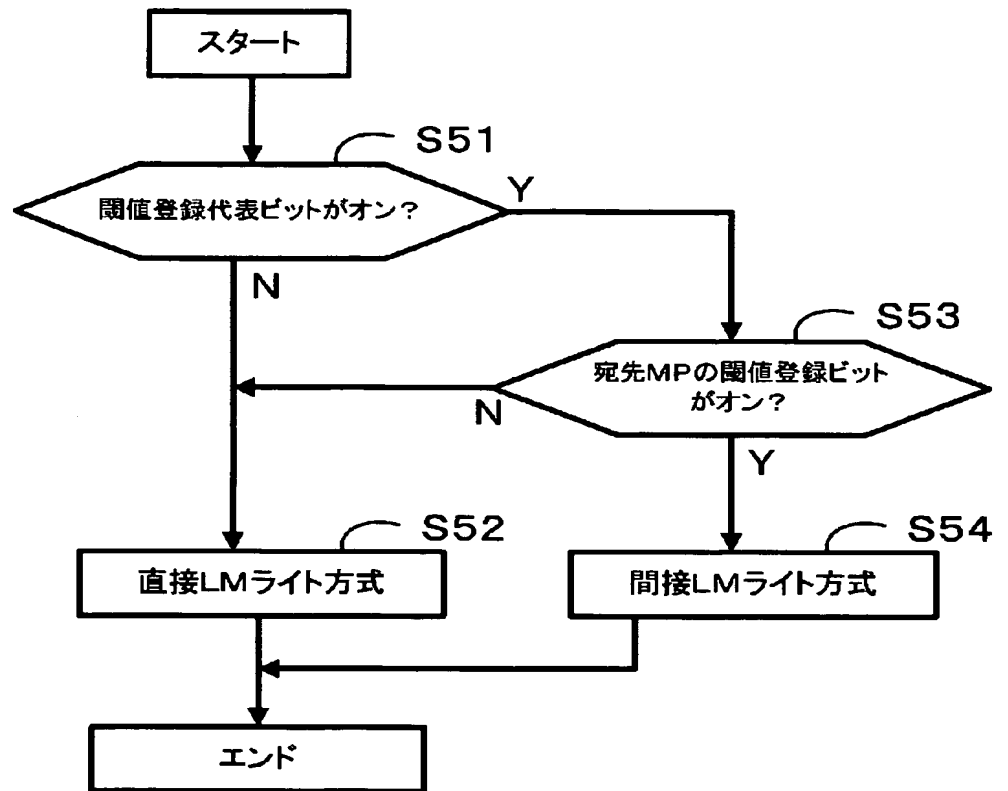 スタート
S51
閾値登録代表ビットがオン？
Y
N
S53
宛先MPの閾値登録ビット
がオン？
N
Y
S52
直接LMライト方式
S54
間接LMライト方式
エンド